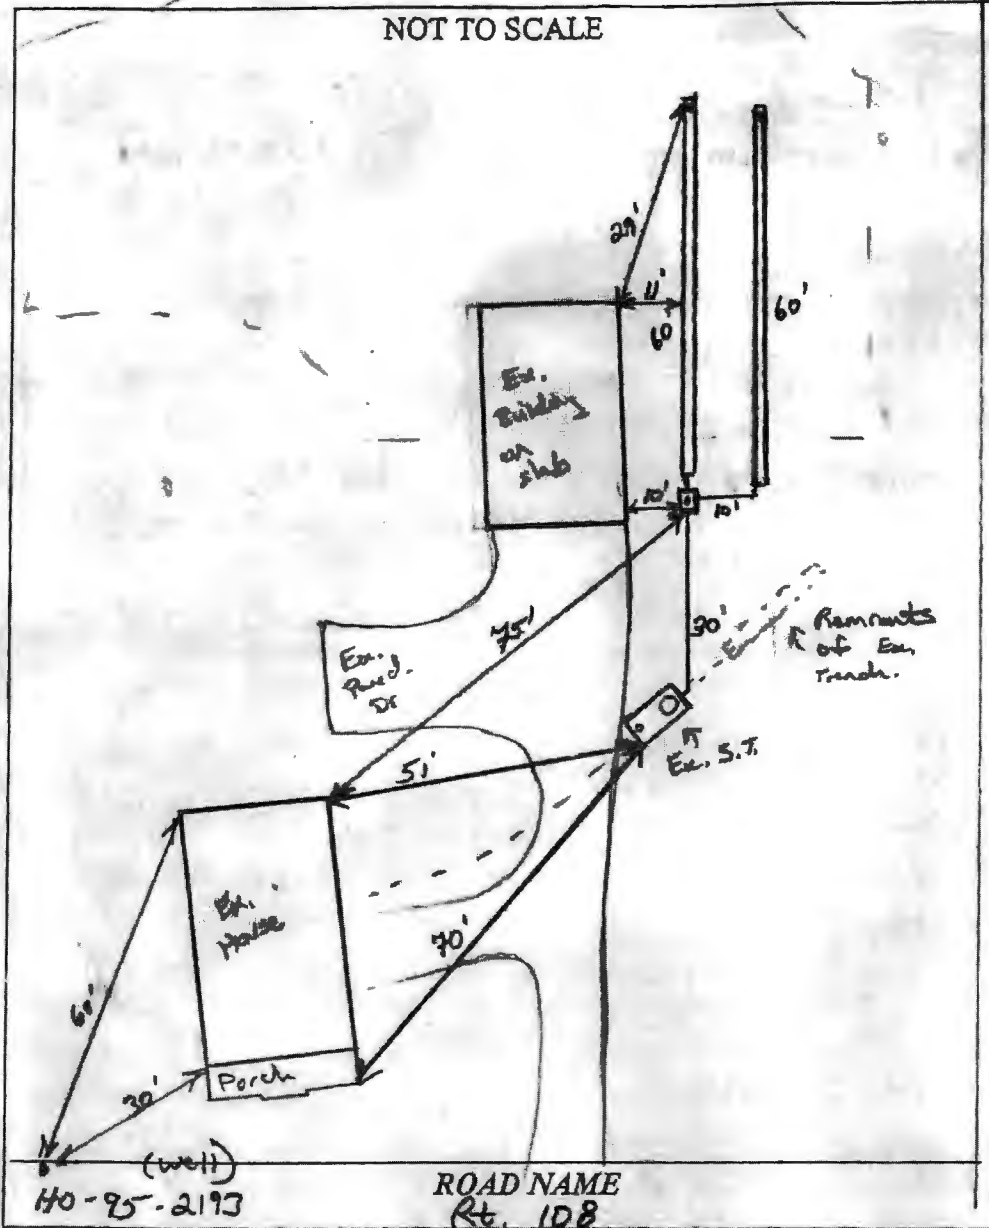 NOT TO SCALE
29'
11'
60
60'
Ex.
Building
on
slab
10'
10'
75'
30'
Remnants
of Ex.
Trench.
Ex.
Paved.
Dr
Ex. S.T.
51'
Ex.
House
70'
30'
Porch
(well)
HO-95-2193
ROAD NAME
Rt. 108